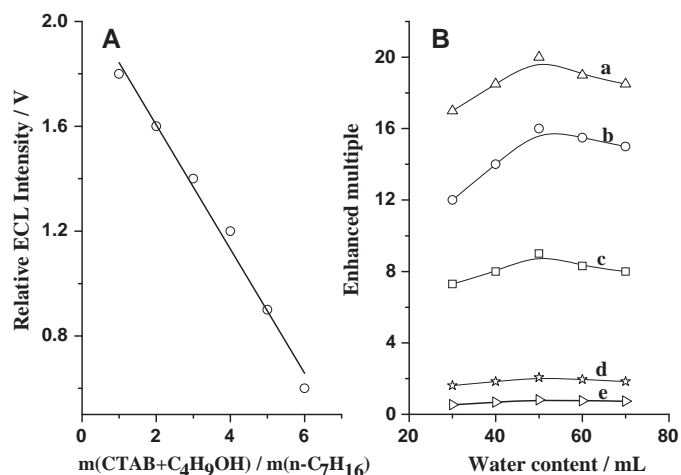 A
Relative ECL Intensity / V
2.0
1.6
1.2
0.8
0 2 4 6
m(CTAB+C₄H₉OH) / m(n-C₇H₁₆)
B
Enhanced multiple
20
16
12
8
4
0
a
b
c
d
e
20 40 60 80
Water content / mL